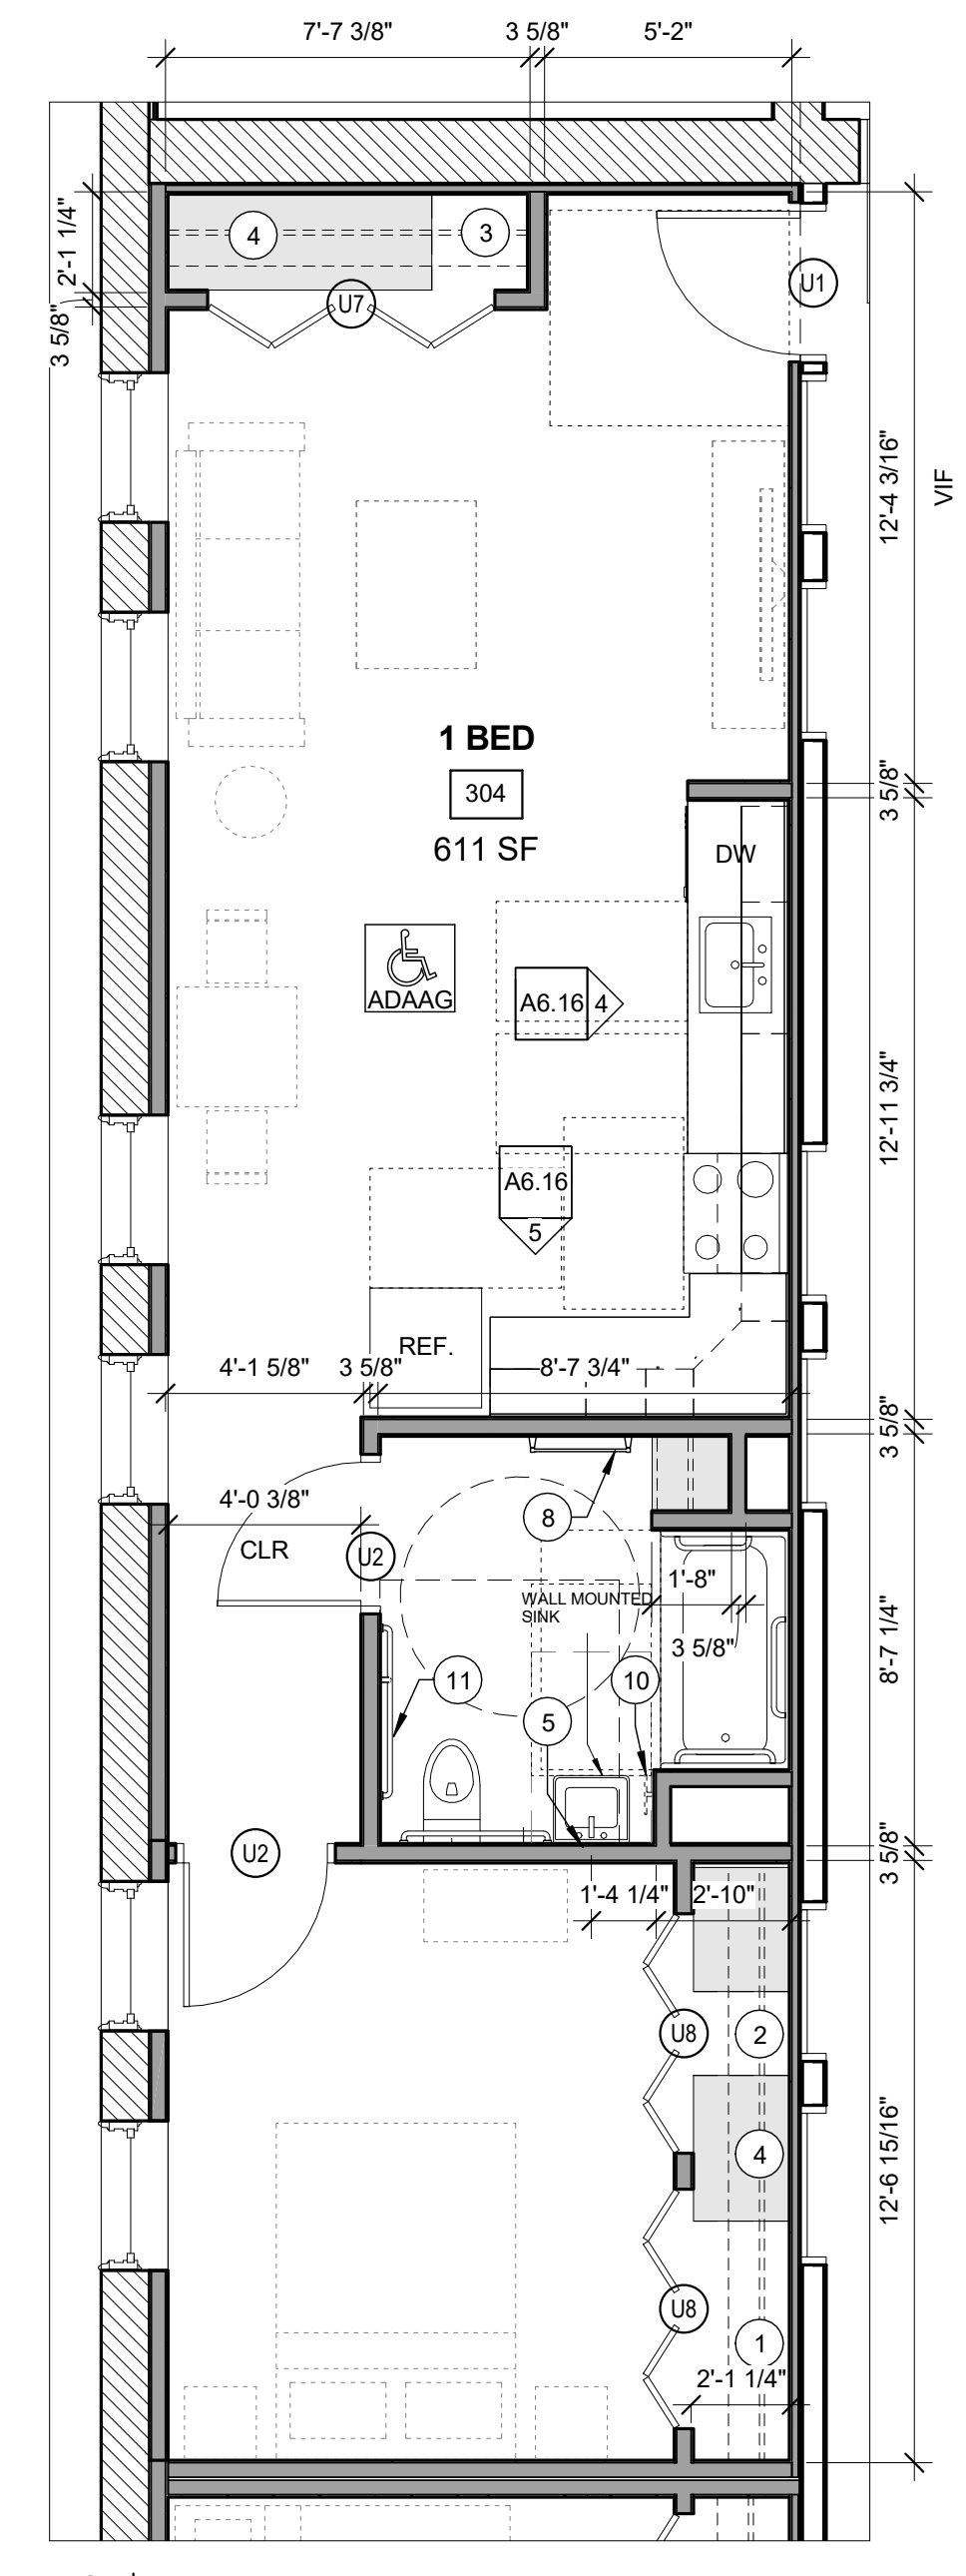 7'-7 3/8" 3 5/8" 5'-2"
2'-1 1/4"
3 5/8"
4 3
U7
U1
12'-4 3/16"
VIF
1 BED
304
611 SF
3 5/8"
DW
ADAAG
A6.16 4
12'-11 3/4"
A6.16
5
REF.
4'-1 5/8" 3 5/8" 8'-7 3/4"
3 5/8"
4'-0 3/8"
CLR
U2
8
1'-8"
WALL MOUNTED
SINK
3 5/8"
8'-7 1/4"
11
10
5
U2
3 5/8"
1'-4 1/4" 2'-10"
U8
2
4
12'-6 15/16"
U8
1
2'-1 1/4"